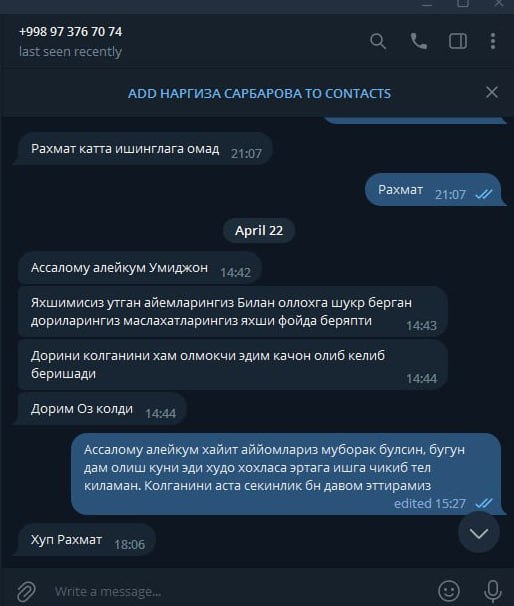 +998 97 376 70 74
last seen recently
ADD НАРГИЗА САРБАРОВА TO CONTACTS
Рахмат катта ишинглага омад 21:07
Рахмат 21:07
April 22
Ассалому алейкум Умиджон 14:42
Яхшимисиз утган айемларингиз Билан оллохга шукр берган
дориларингиз маслахатларингиз яхши фойда беряпти 14:43
Дорини колганини хам олмокчи эдим качон олиб келиб
беришади 14:44
Дорим Оз колди 14:44
Ассалому алейкум хайит аййомлариз муборак булсин, бугун
дам олиш куни эди худо хохласа эртага ишга чикиб тел
киламан. Колганини аста секинлик бн давом эттирамиз
edited 15:27
Хуп Рахмат 18:06
Write a message...